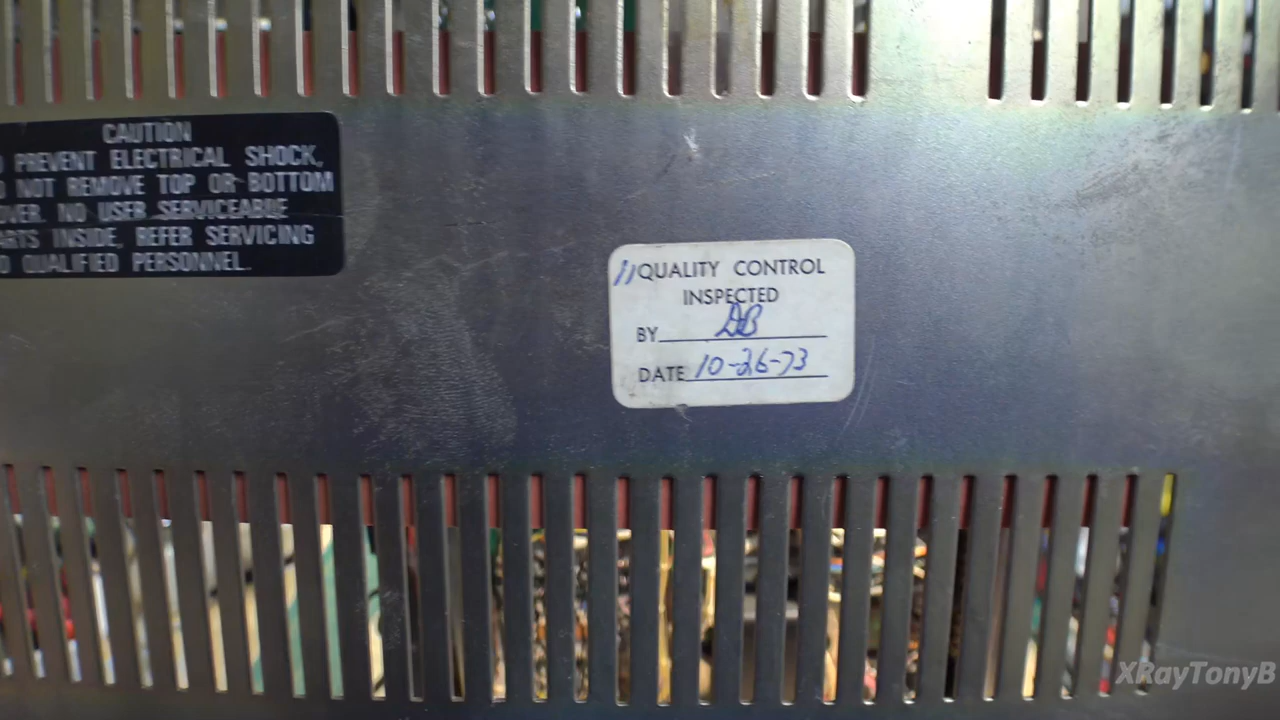 CAUTION
PREVENT ELECTRICAL SHOCK,
NOT REMOVE TOP OR BOTTOM
OVER. NO USER SERVICEABLE
ARTS INSIDE, REFER SERVICING
O QUALIFIED PERSONNEL.
11 QUALITY CONTROL
INSPECTED
BY DB
DATE 10-26-73
XRayTonyB